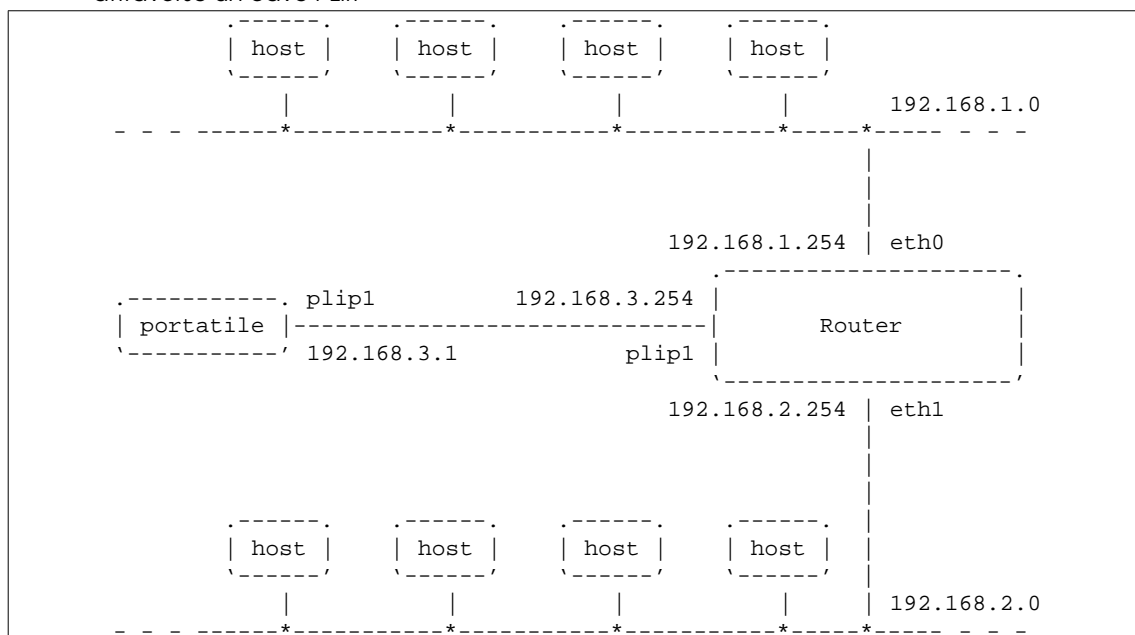 host host host host
192.168.1.0
192.168.1.254 eth0
plip1 192.168.3.254
portatile Router
192.168.3.1 plip1
192.168.2.254 eth1
host host host host
192.168.2.0